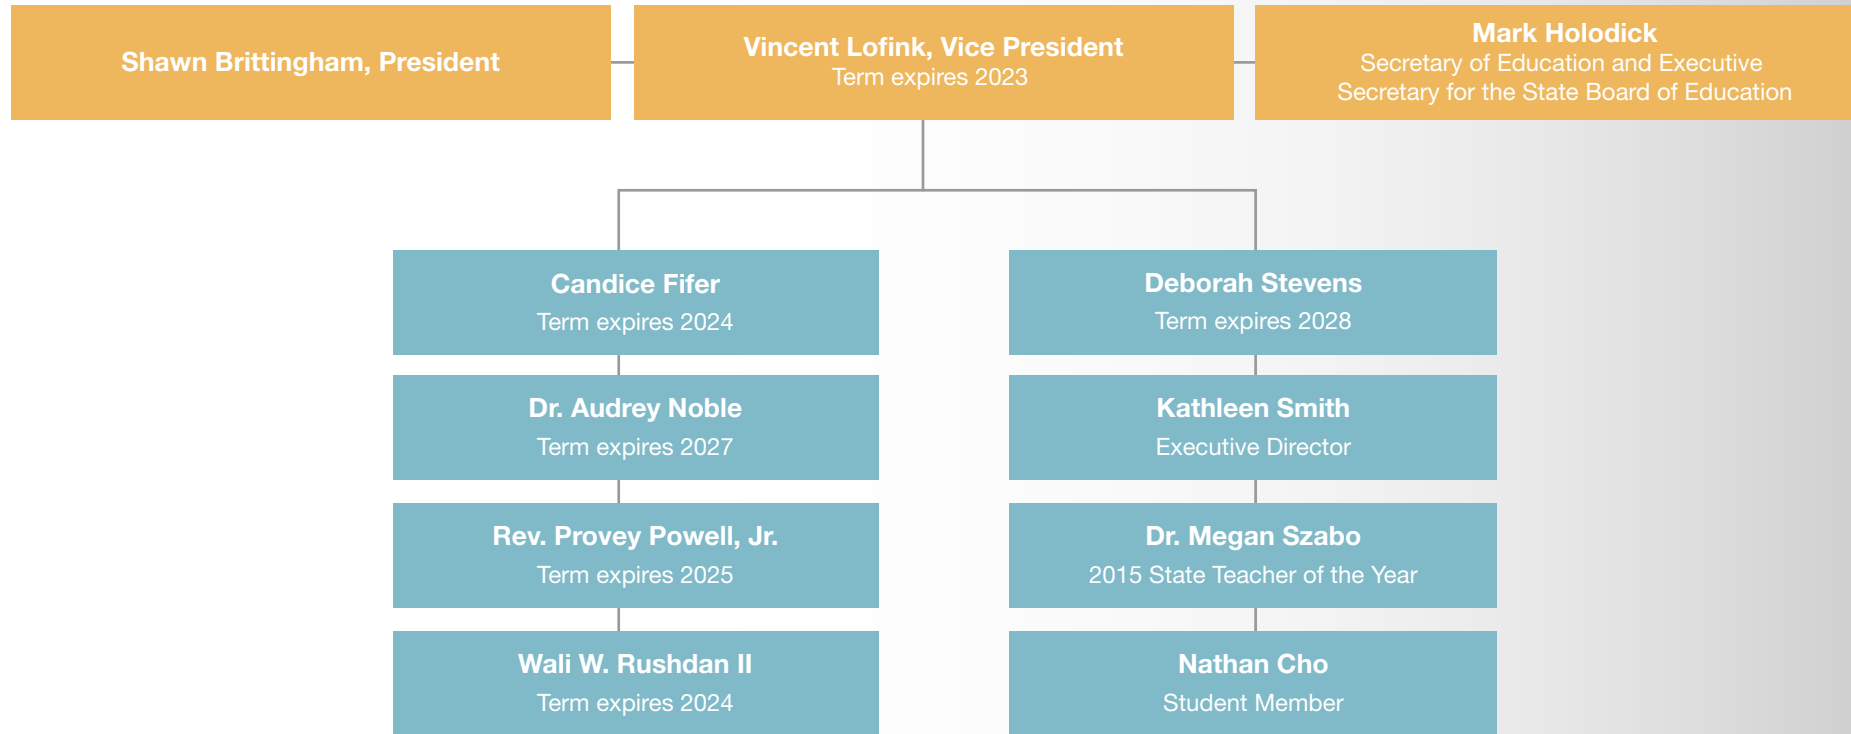 Shawn Brittingham, President
Vincent Lofink, Vice President
Term expires 2023
Mark Holodick
Secretary of Education and Executive
Secretary for the State Board of Education
Candice Fifer
Term expires 2024
Dr. Audrey Noble
Term expires 2027
Rev. Provey Powell, Jr.
Term expires 2025
Wali W. Rushdan II
Term expires 2024
Deborah Stevens
Term expires 2028
Kathleen Smith
Executive Director
Dr. Megan Szabo
2015 State Teacher of the Year
Nathan Cho
Student Member